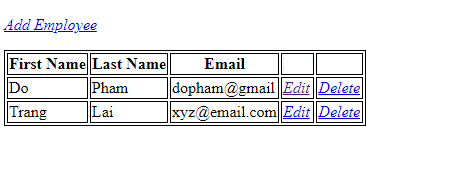 Add Employee
First Name Last Name Email
Do Pham dopham@gmail Edit Delete
Trang Lai xyz@email.com Edit Delete